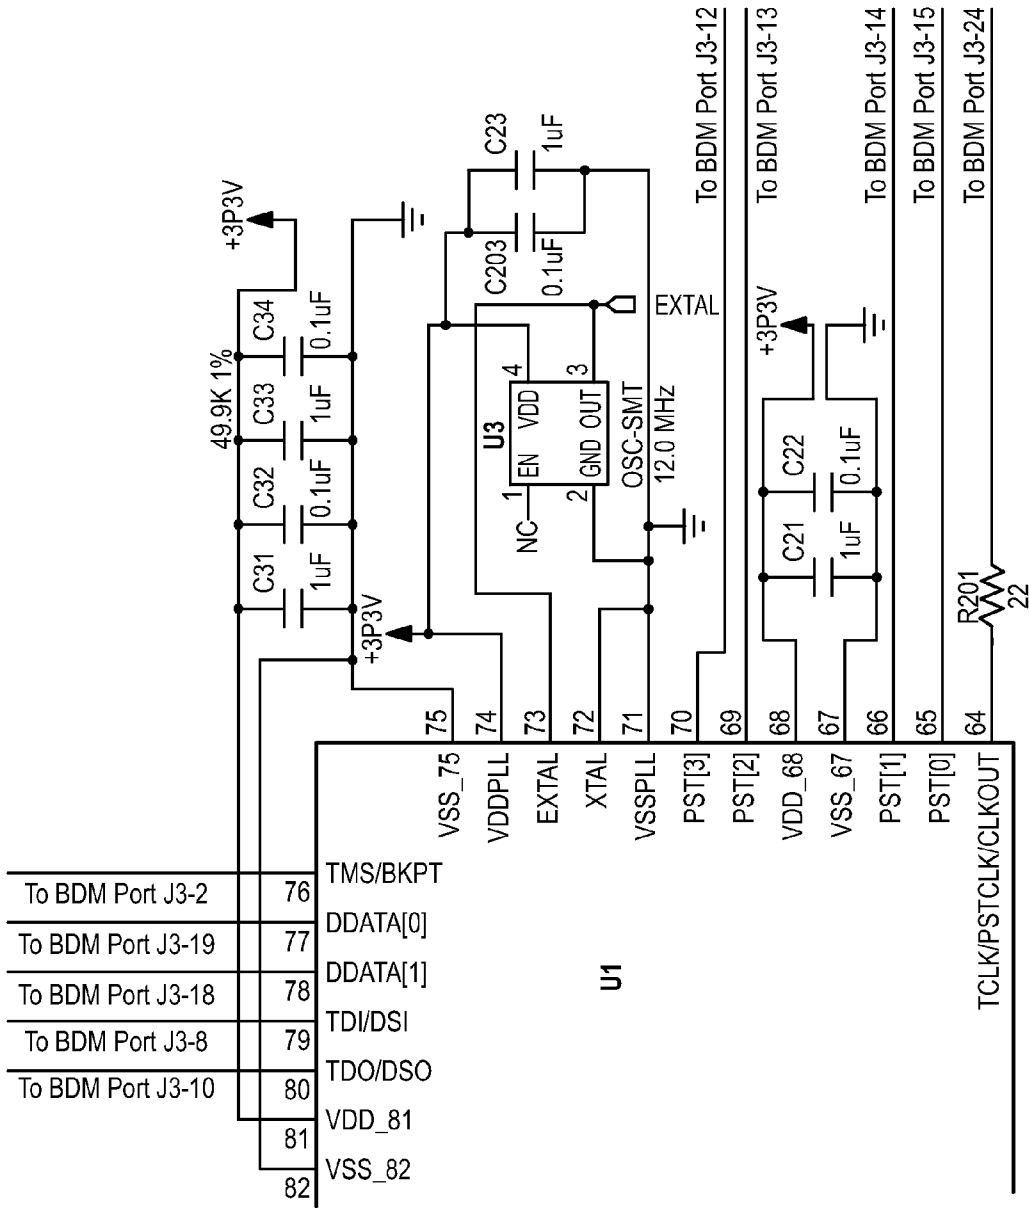 To BDM Port J3-12
To BDM Port J3-13
To BDM Port J3-14
To BDM Port J3-15
To BDM Port J3-24
C23
1uF
C203
0.1uF
+3P3V
49.9K 1%
C34
0.1uF
C33
1uF
C32
0.1uF
C31
1uF
+3P3V
EXTAL
U3
4
VDD
3
OUT
1
EN
2
GND
NC
OSC-SMT
12.0 MHz
+3P3V
C22
0.1uF
C21
1uF
R201
22
75
74
73
72
71
70
69
68
67
66
65
64
VSS_75
VDDPLL
EXTAL
XTAL
VSSPLL
PST[3]
PST[2]
VDD_68
VSS_67
PST[1]
PST[0]
TCLK/PSTCLK/CLKOUT
To BDM Port J3-2
76
TMS/BKPT
To BDM Port J3-19
77
DDATA[0]
To BDM Port J3-18
78
DDATA[1]
To BDM Port J3-8
79
TDI/DSI
To BDM Port J3-10
80
TDO/DSO
81
VDD_81
82
VSS_82
U1